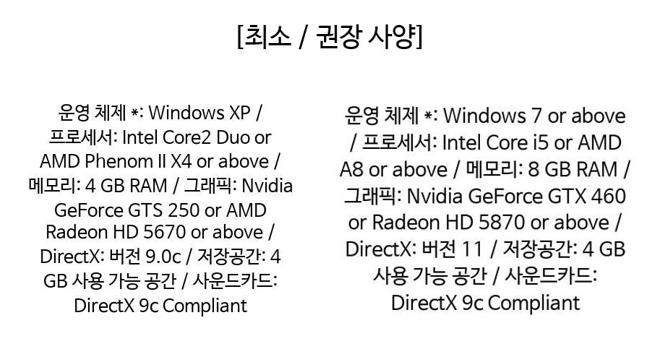 [최소 / 권장 사양]
운영 체제 *: Windows XP /
프로세서: Intel Core2 Duo or
AMD Phenom II X4 or above /
메모리: 4 GB RAM / 그래픽: Nvidia
GeForce GTS 250 or AMD
Radeon HD 5670 or above /
DirectX: 버전 9.0c / 저장공간: 4
GB 사용 가능 공간 / 사운드카드:
DirectX 9c Compliant
운영 체제 *: Windows 7 or above
/ 프로세서: Intel Core i5 or AMD
A8 or above / 메모리: 8 GB RAM /
그래픽: Nvidia GeForce GTX 460
or Radeon HD 5870 or above /
DirectX: 버전 11 / 저장공간: 4 GB
사용 가능 공간 / 사운드카드:
DirectX 9c Compliant